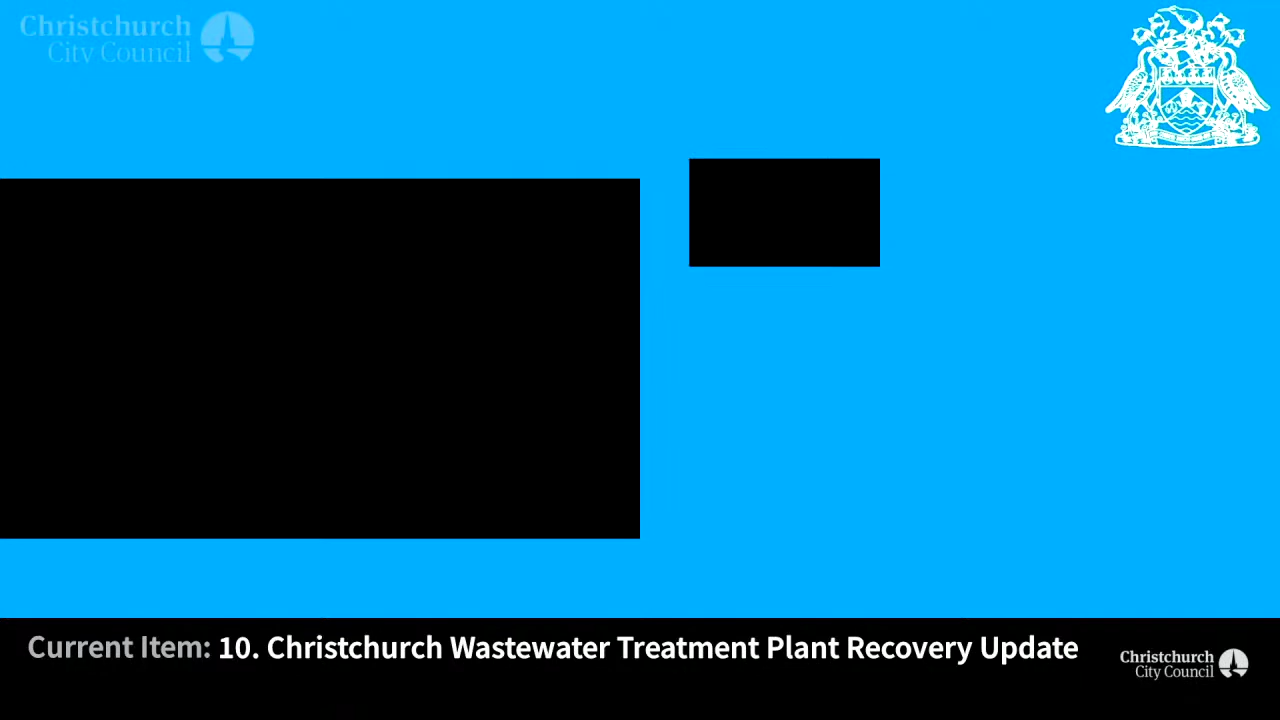 Christchurch
City Council
Current Item: 10. Christchurch Wastewater Treatment Plant Recovery Update
Christchurch
City Council